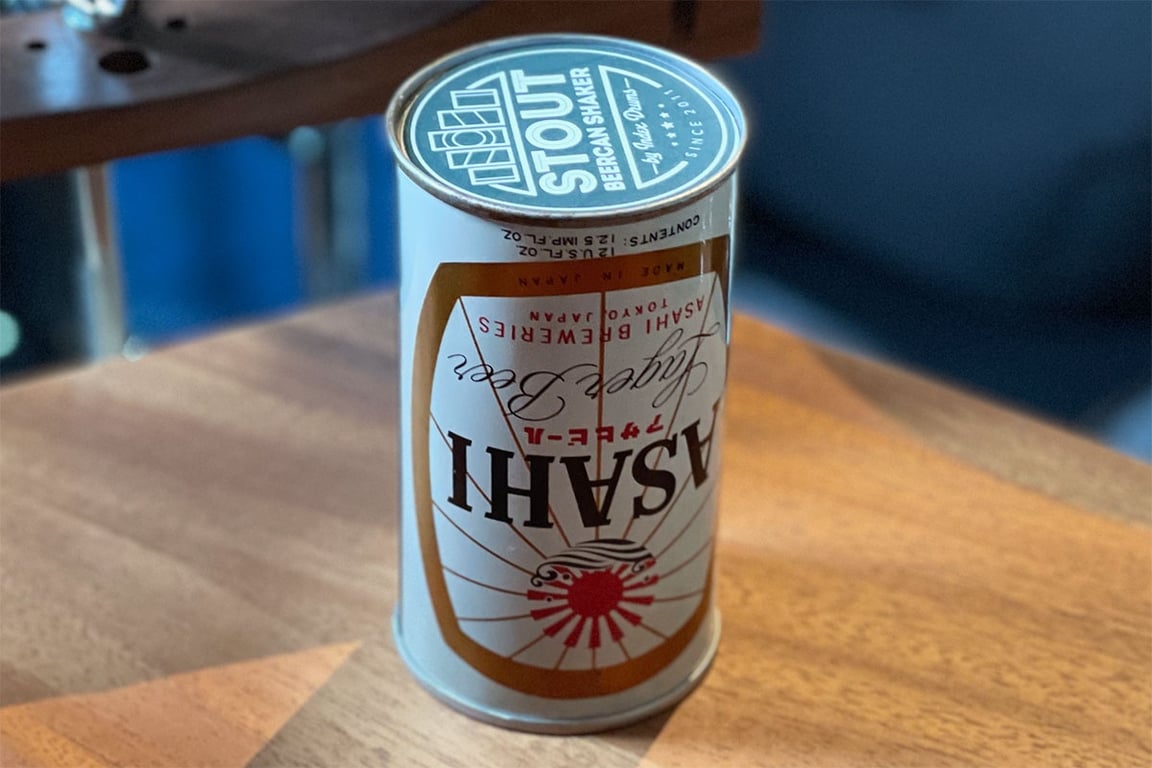 STOUT
BEERCAN SHAKER
by Index Drums
SINCE 2011
ASAHI
アサヒビール
Lager Beer
ASAHI BREWERIES
TOKYO, JAPAN
MADE IN JAPAN
12 U.S. FL. OZ.
CONTENTS: 12.5 IMP. FL. OZ.